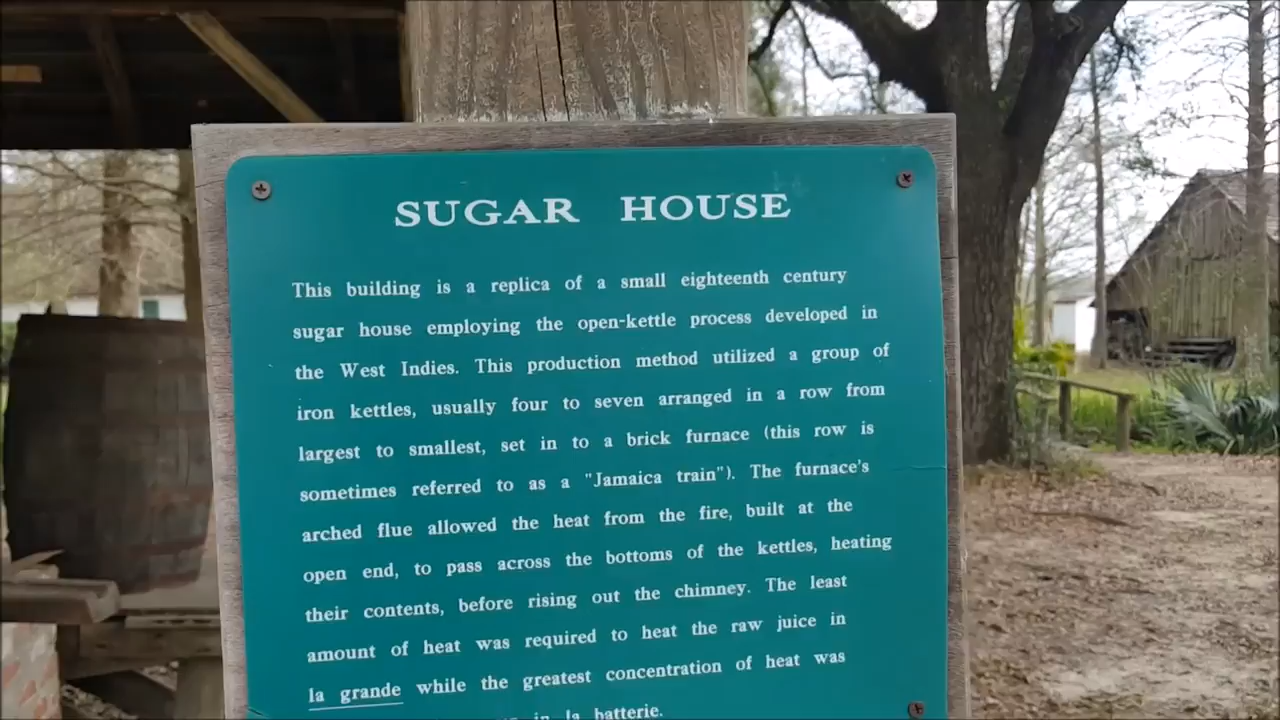 SUGAR HOUSE
This building is a replica of a small eighteenth century
sugar house employing the open-kettle process developed in
the West Indies. This production method utilized a group of
iron kettles, usually four to seven arranged in a row from
largest to smallest, set in to a brick furnace (this row is
sometimes referred to as a "Jamaica train"). The furnace's
arched flue allowed the heat from the fire, built at the
open end, to pass across the bottoms of the kettles, heating
their contents, before rising out the chimney. The least
amount of heat was required to heat the raw juice in
la grande while the greatest concentration of heat was
in la batterie.